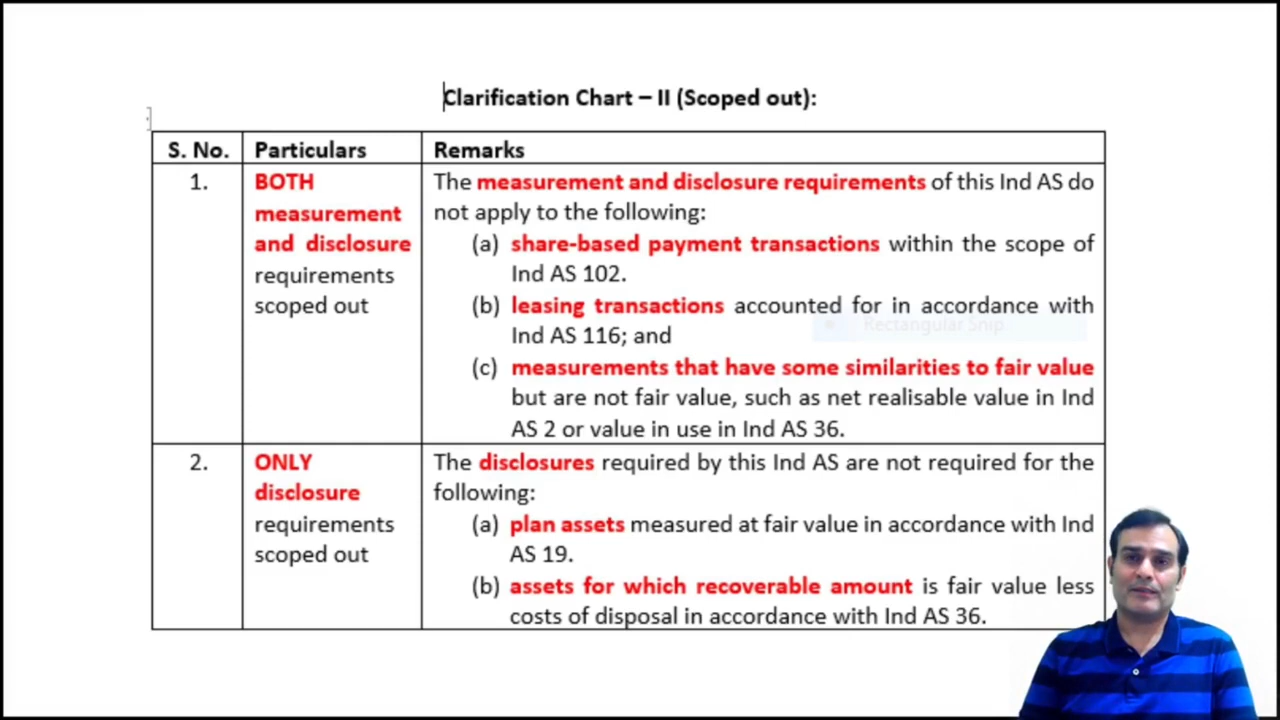 Clarification Chart – II (Scoped out):
S. No. Particulars Remarks
1. BOTH measurement and disclosure requirements scoped out
The measurement and disclosure requirements of this Ind AS do
not apply to the following:
(a) share-based payment transactions within the scope of
Ind AS 102.
(b) leasing transactions accounted for in accordance with
Ind AS 116; and
Rectangular Snip
(c) measurements that have some similarities to fair value
but are not fair value, such as net realisable value in Ind
AS 2 or value in use in Ind AS 36.
2. ONLY disclosure requirements scoped out
The disclosures required by this Ind AS are not required for the
following:
(a) plan assets measured at fair value in accordance with Ind
AS 19.
(b) assets for which recoverable amount is fair value less
costs of disposal in accordance with Ind AS 36.